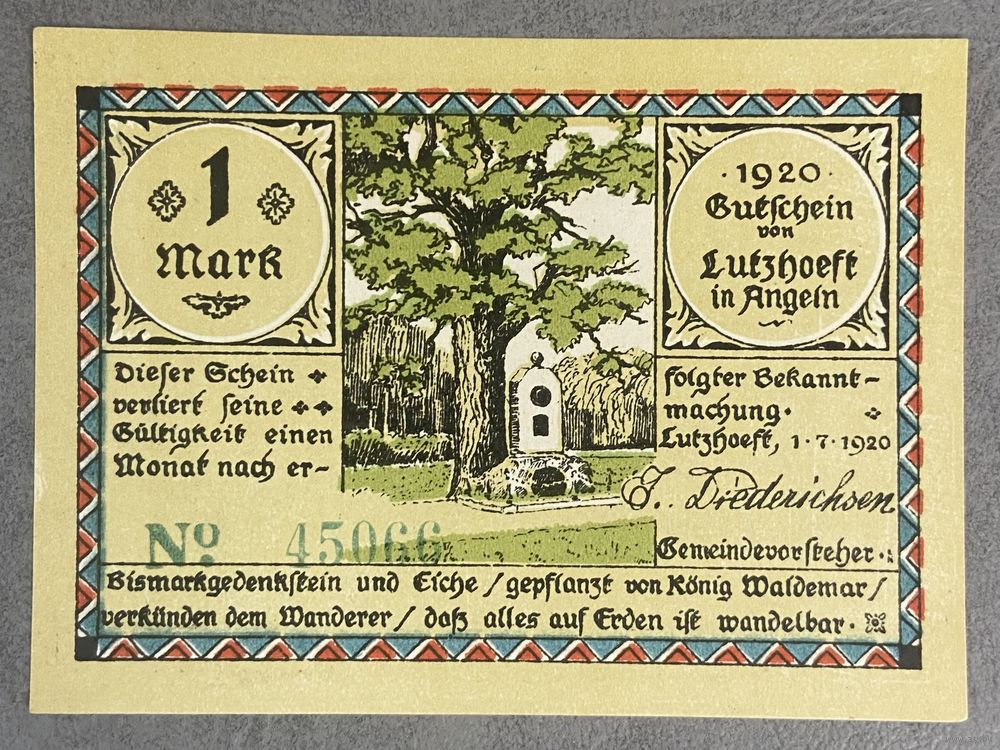 1
Mark
· 1920 ·
Gutschein
von
Lutzhoeft
in Angeln
Dieser Schein
verliert seine
Gültigkeit einen
Monat nach er-
folgter Bekannt-
machung.
Lutzhoeft, 1·7·1920
J. Diederichsen.
Gemeindevorsteher.
No 45066
Bismarkgedenkstein und Eiche / gepflanzt von König Waldemar /
verkünden dem Wanderer / daß alles auf Erden ist wandelbar.